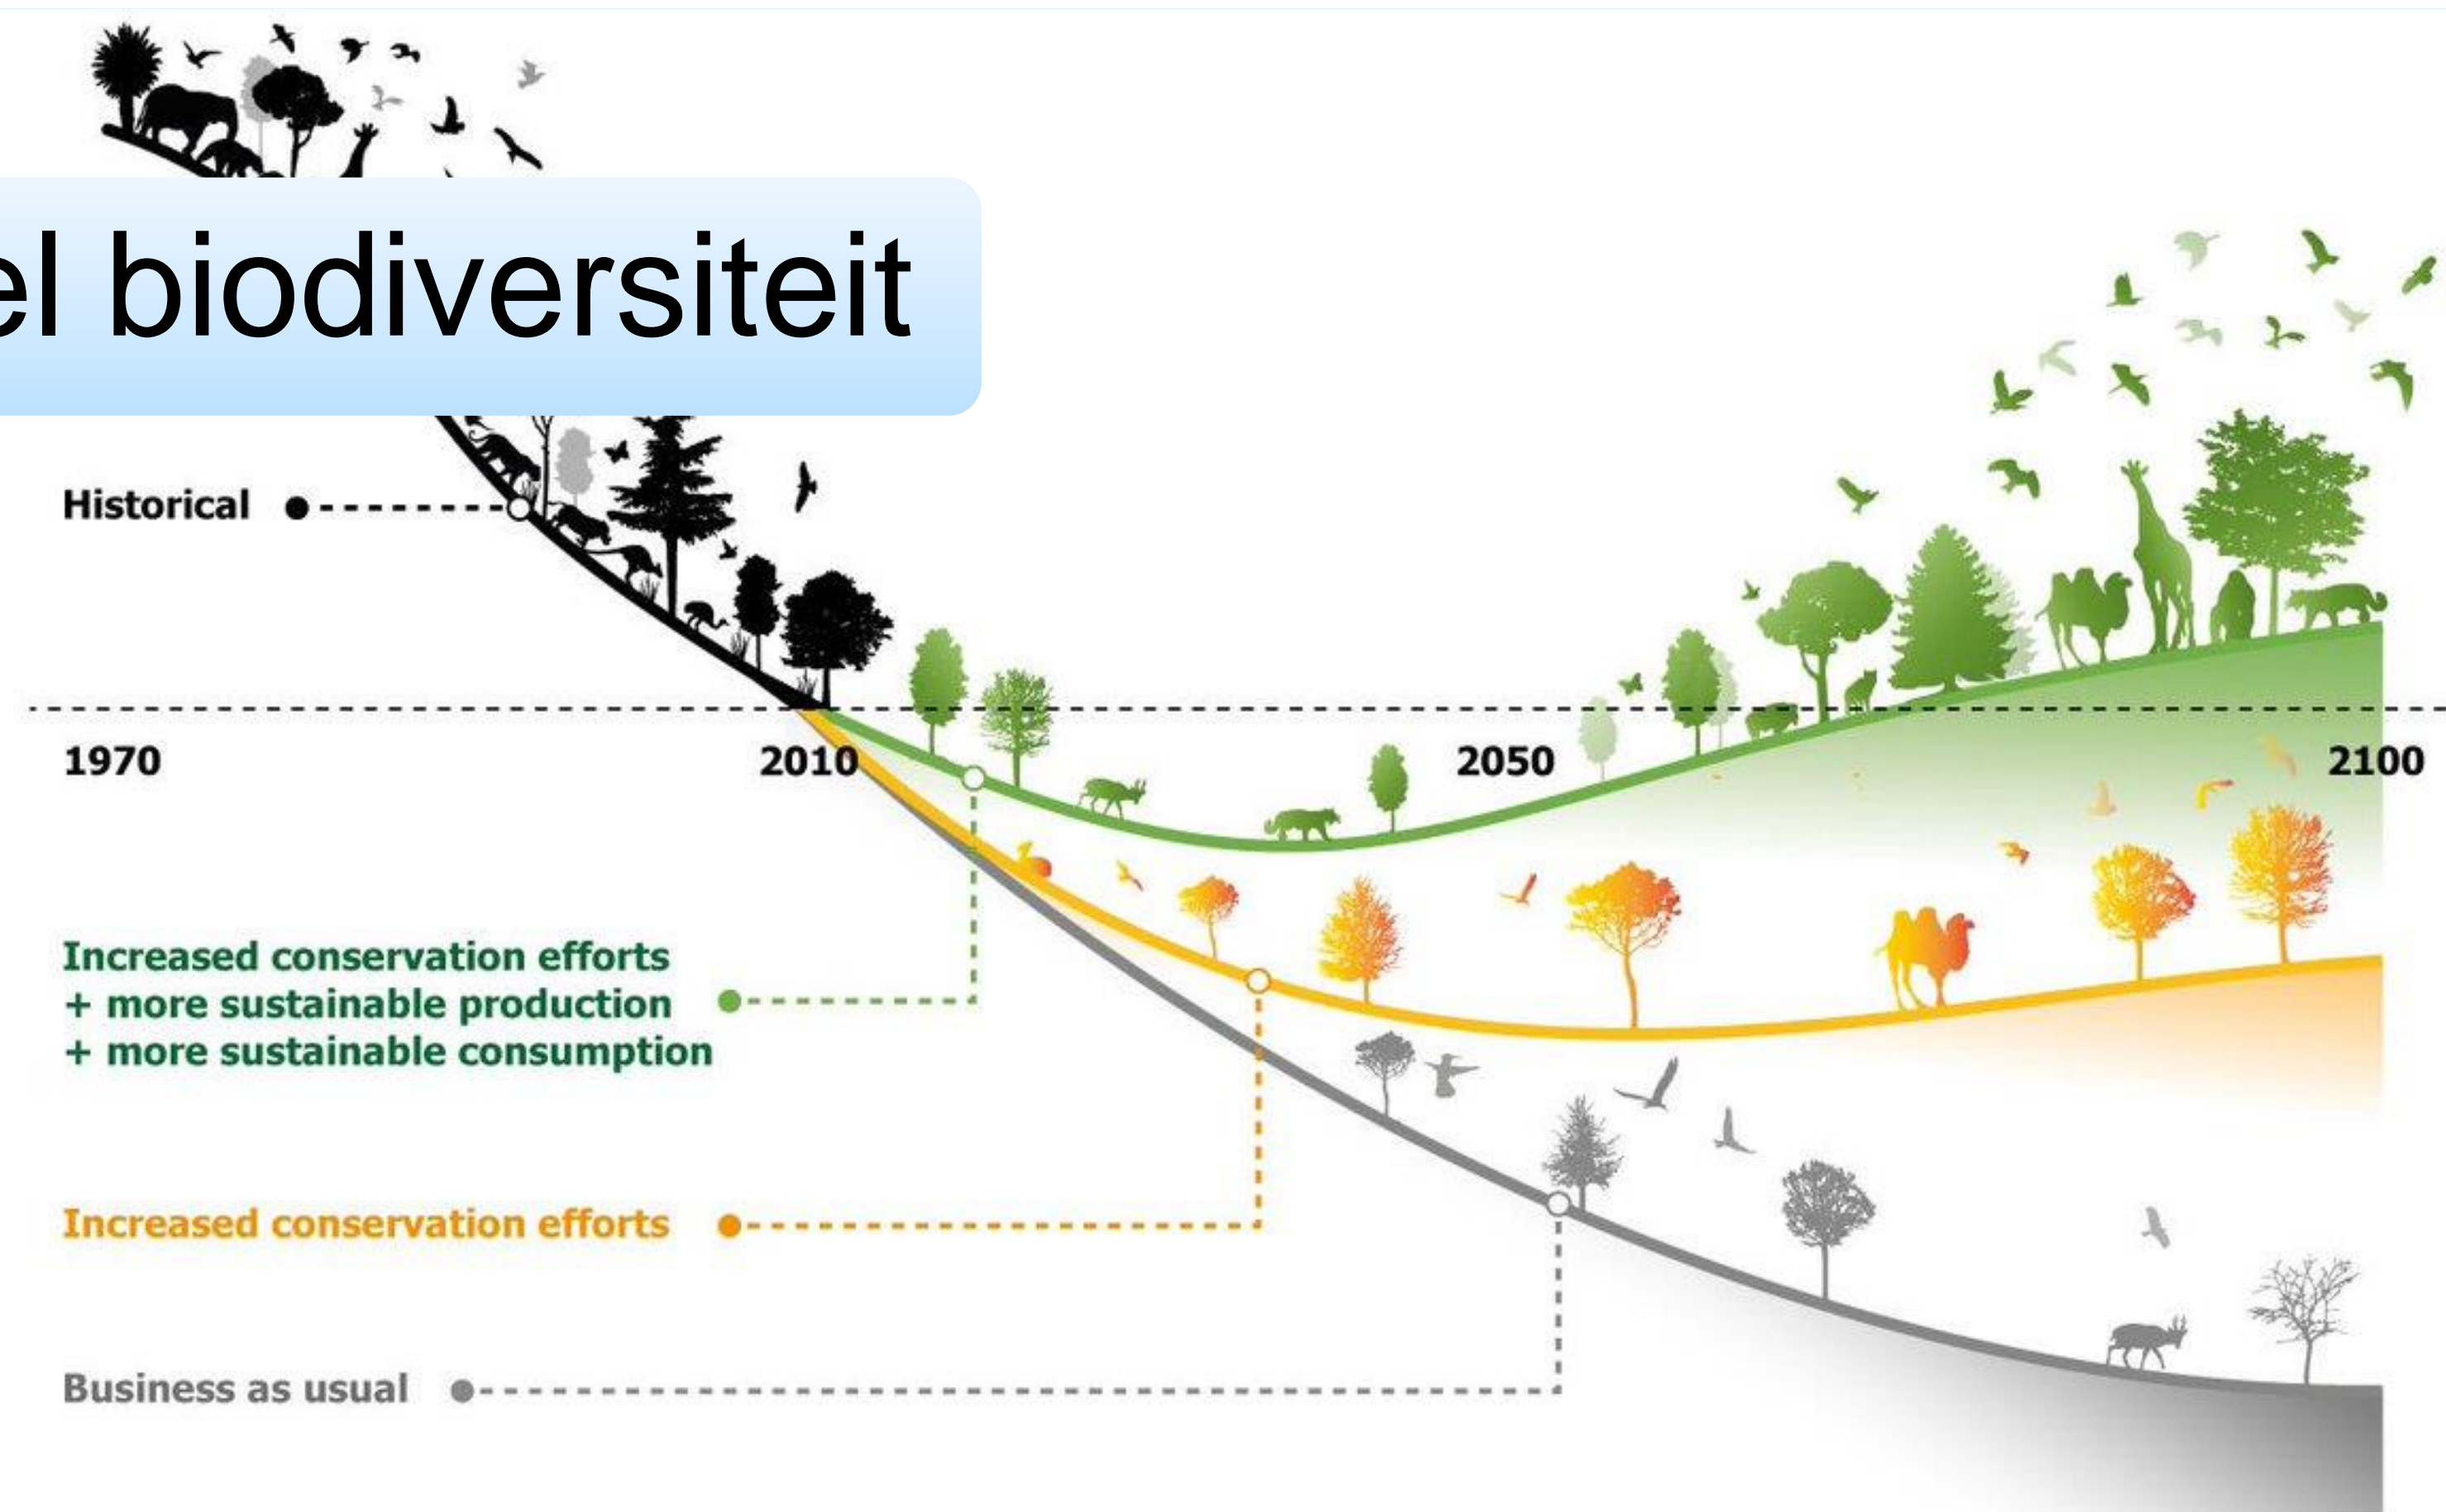 biodiversiteit
Historical
1970
2010
2050
2100
Increased conservation efforts
+ more sustainable production
+ more sustainable consumption
Increased conservation efforts
Business as usual